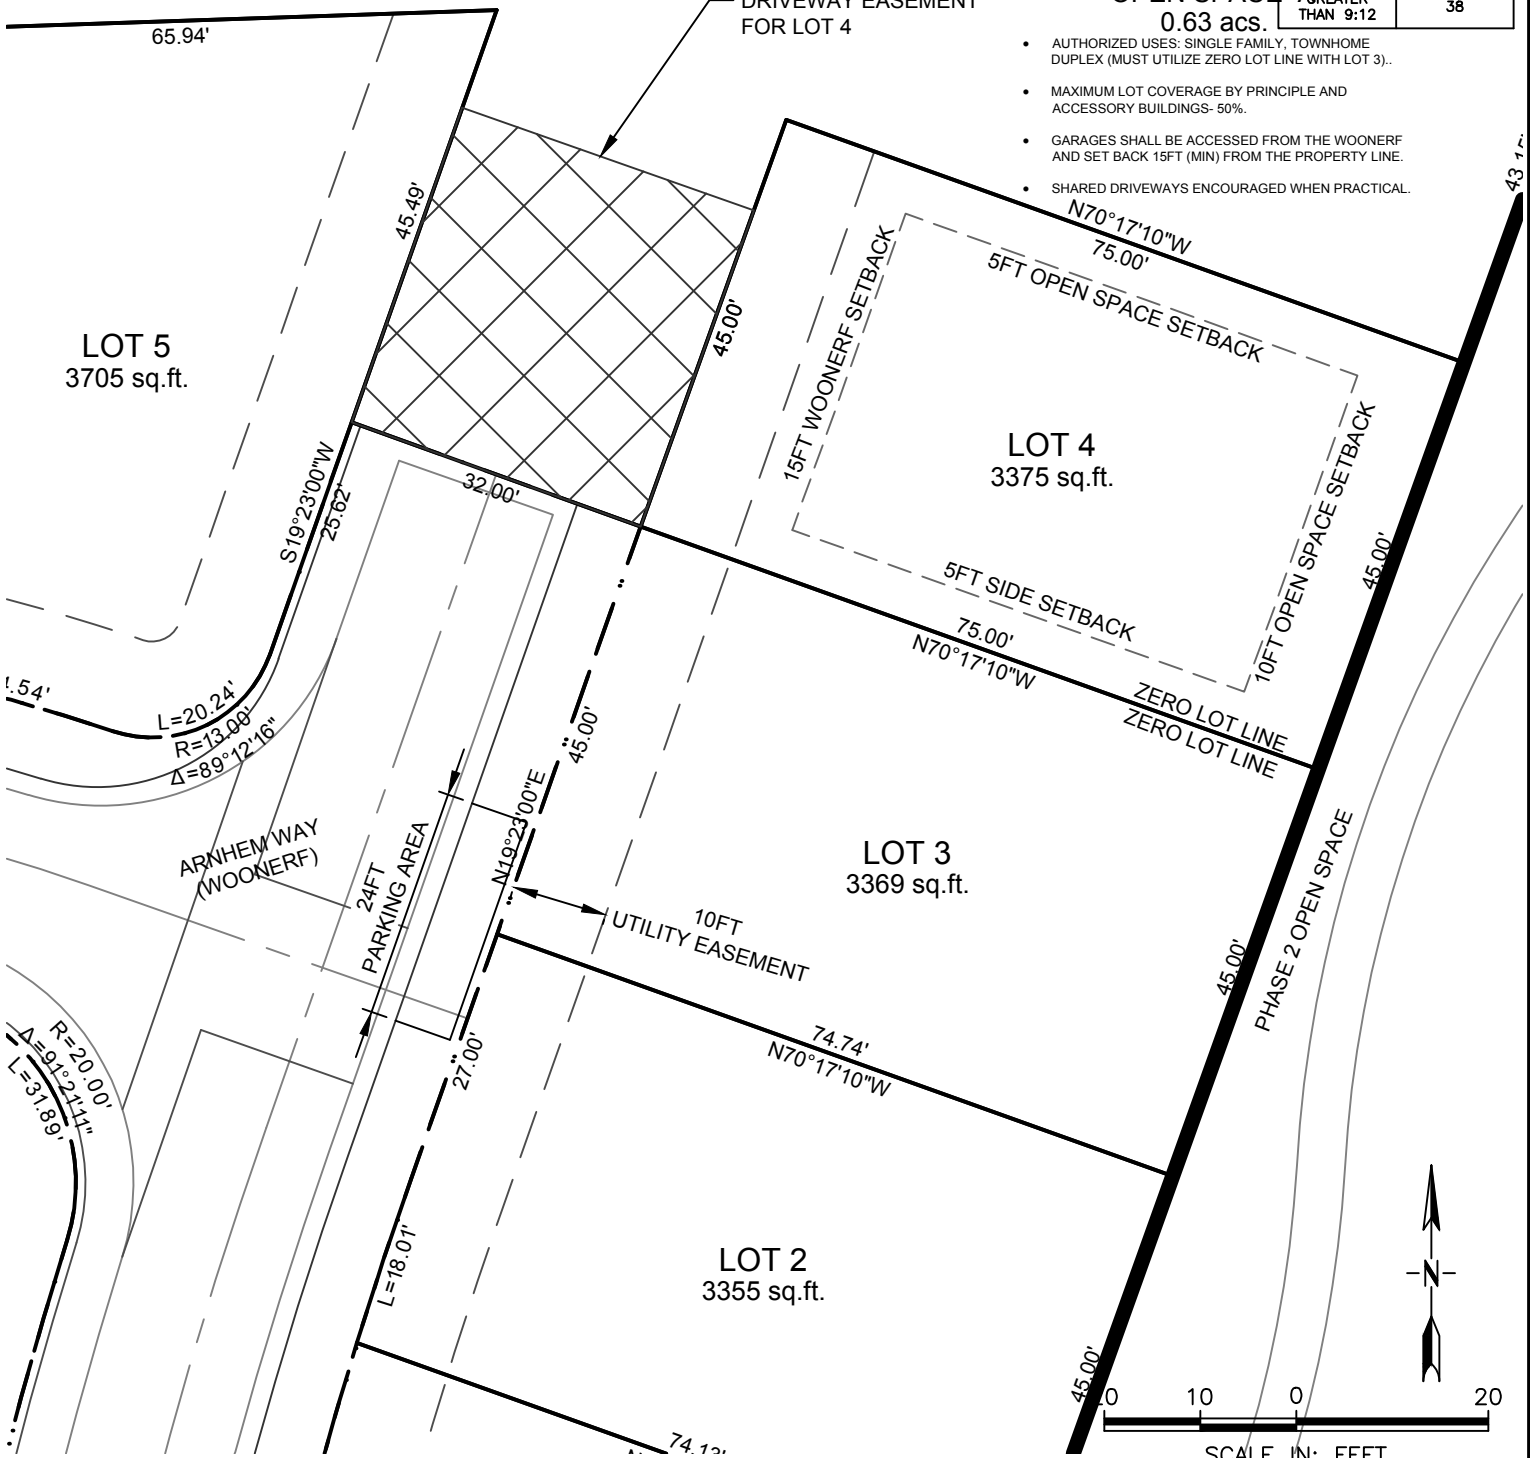 DRIVEWAY EASEMENT
FOR LOT 4
OPEN SPACE
0.63 acs.
GREATER
THAN 9:12
38
• AUTHORIZED USES: SINGLE FAMILY, TOWNHOME
DUPLEX (MUST UTILIZE ZERO LOT LINE WITH LOT 3)..
• MAXIMUM LOT COVERAGE BY PRINCIPLE AND
ACCESSORY BUILDINGS- 50%.
• GARAGES SHALL BE ACCESSED FROM THE WOONERF
AND SET BACK 15FT (MIN) FROM THE PROPERTY LINE.
• SHARED DRIVEWAYS ENCOURAGED WHEN PRACTICAL.
65.94'
45.49'
LOT 5
3705 sq.ft.
45.00'
N70°17'10"W
75.00'
5FT OPEN SPACE SETBACK
15FT WOONERF SETBACK
LOT 4
3375 sq.ft.
10FT OPEN SPACE SETBACK
45.00'
5FT SIDE SETBACK
75.00'
N70°17'10"W
ZERO LOT LINE
ZERO LOT LINE
32.00'
S19°23'00"W
25.62'
L=20.24'
R=13.00'
Δ=89°12'16"
ARNHEM WAY
(WOONERF)
24FT
PARKING AREA
45.00'
N19°23'00"E
LOT 3
3369 sq.ft.
10FT
UTILITY EASEMENT
PHASE 2 OPEN SPACE
45.00'
74.74'
N70°17'10"W
27.00'
R=20.00'
Δ=91°21'11"
L=31.89'
L=18.01'
LOT 2
3355 sq.ft.
45.00'
74.13'
N
10 0 20
SCALE IN: FEET